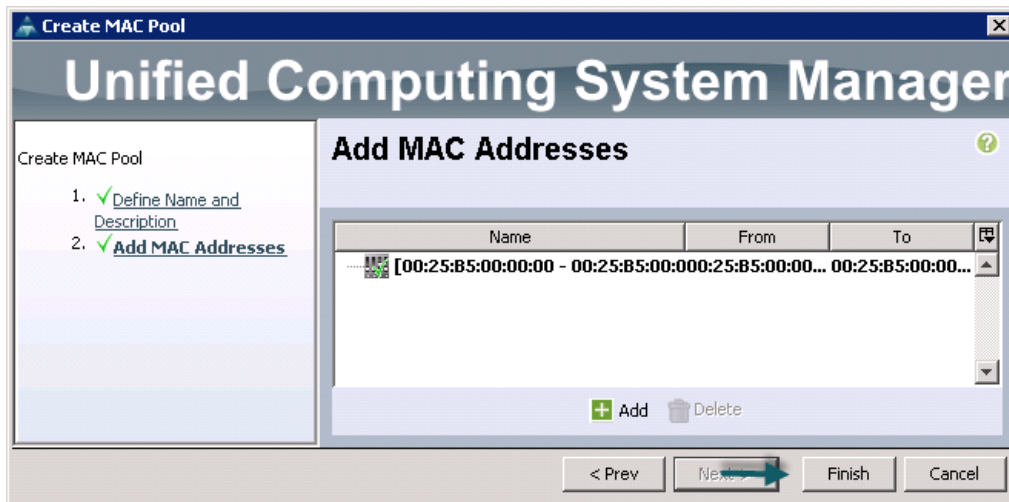 Create MAC Pool
Unified Computing System Manager
Create MAC Pool
1. Define Name and
Description
2. Add MAC Addresses
Add MAC Addresses
Name From To
[00:25:B5:00:00:00 - 00:25:B5:00:000:25:B5:00:00... 00:25:B5:00:00...
Add Delete
< Prev Next > Finish Cancel